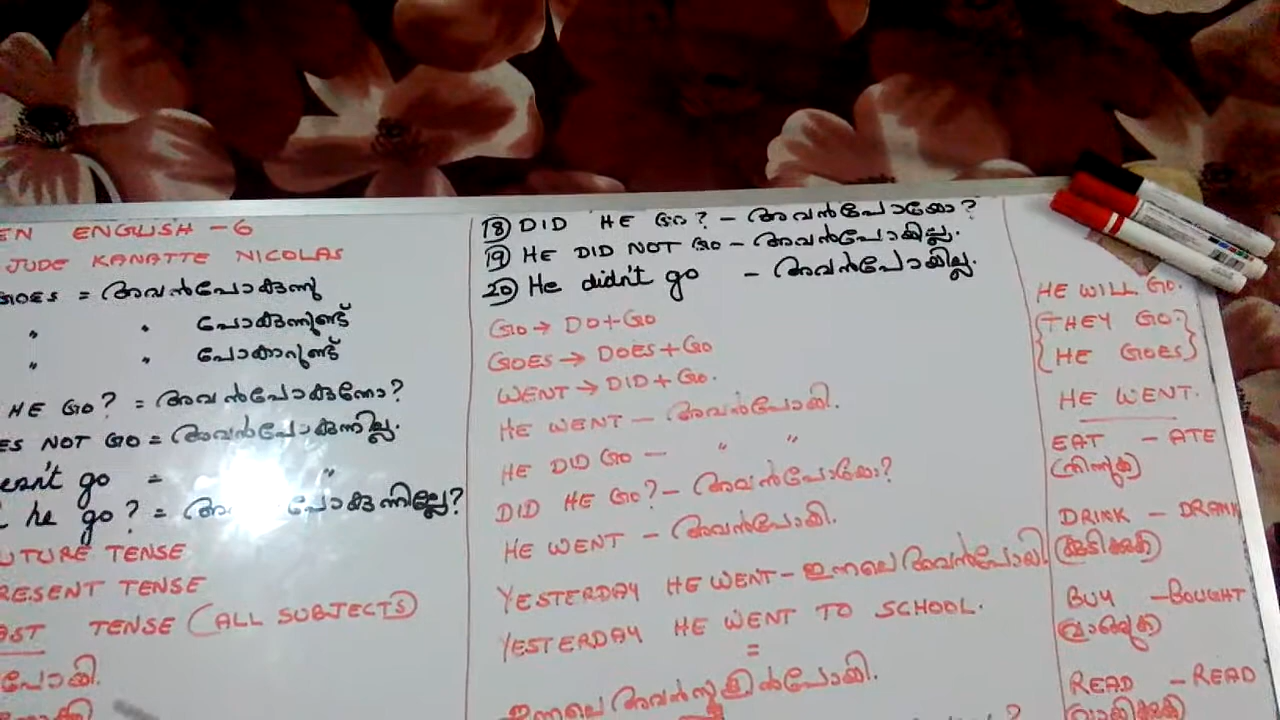 EN ENGLISH - 6
JUDE KANATTE NICOLAS
GOES = അവൻപോകുന്നു
" " പോകുന്നുണ്ട്
" " പോകാറുണ്ട്
HE GO? = അവൻപോകുന്നോ?
ES NOT GO = അവൻപോകുന്നില്ല.
esn't go = "
he go? = അവ പോകുന്നില്ലേ?
UTURE TENSE
RESENT TENSE
AST TENSE (ALL SUBJECTS)
പോയി.
18 DID HE GO? - അവൻപോയോ?
19 HE DID NOT GO - അവൻപോയില്ല.
20 He didn't go - അവൻപോയില്ല.
GO → DO+GO
GOES → DOES+GO
WENT → DID+GO.
HE WENT - അവൻപോയി.
HE DID GO - " "
DID HE GO? - അവൻപോയോ?
HE WENT - അവൻപോയി.
YESTERDAY HE WENT - ഇന്നലെ അവൻപോയി
YESTERDAY HE WENT TO SCHOOL.
=
ഇന്നലെ അവൻസ്കൂളിൽപോയി.
HE WILL GO.
{THEY GO?}
{HE GOES}
HE WENT.
EAT - ATE
(തിന്നുക)
DRINK - DRANK
(കുടിക്കുക)
BUY - BOUGHT
(വാങ്ങുക)
READ - READ
(വായിക്കുക)